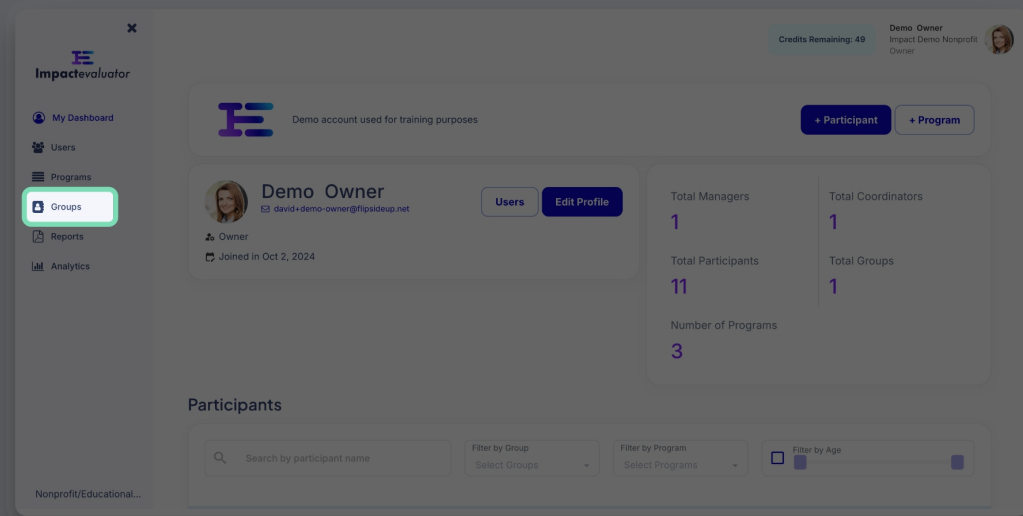 Credits Remaining: 49
Demo Owner
Impact Demo Nonprofit
Owner
IE
Impactevaluator
My Dashboard
Users
Programs
Groups
Reports
Analytics
Nonprofit/Educational...
IE
Demo account used for training purposes
+ Participant
+ Program
Demo Owner
david+demo-owner@flipsideup.net
Owner
Joined in Oct 2, 2024
Users
Edit Profile
Total Managers
1
Total Coordinators
1
Total Participants
11
Total Groups
1
Number of Programs
3
Participants
Search by participant name
Filter by Group
Select Groups
Filter by Program
Select Programs
Filter by Age